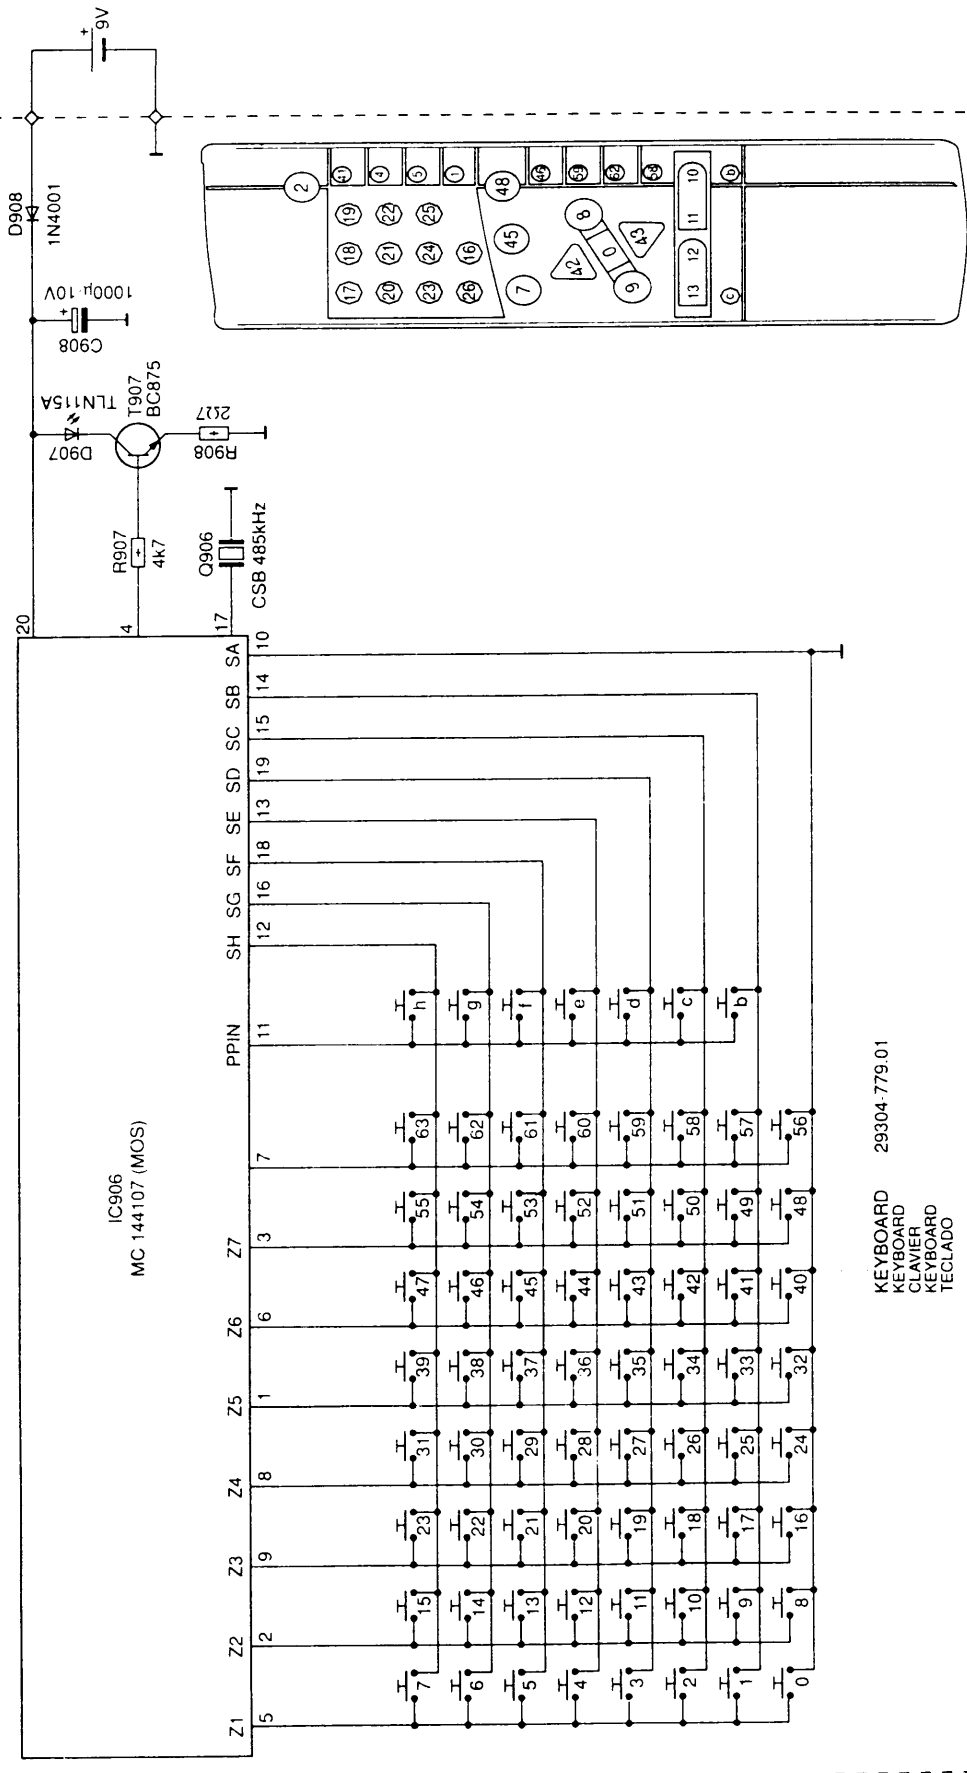 9V
+
D908
1N4001
1000µ·10V
+
C908
TLN115A
D907
T907
BC875
2Ω7
R908
R907
4k7
Q906
CSB 485kHz
20
4
17
IC906
MC 144107 (MOS)
SA 10
SB 14
SC 15
SD 19
SE 13
SF 18
SG 16
SH 12
PPIN 11
7
Z7 3
Z6 6
Z5 1
Z4 8
Z3 9
Z2 2
Z1 5
h g f e d c b
63 62 61 60 59 58 57 56
55 54 53 52 51 50 49 48
47 46 45 44 43 42 41 40
39 38 37 36 35 34 33 32
31 30 29 28 27 26 25 24
23 22 21 20 19 18 17 16
15 14 13 12 11 10 9 8
7 6 5 4 3 2 1 0
2
41 4 5 1
48
46 59 62 58
10
b
19 22 25
18 21 24 16
17 20 23 26
45
7
8
0
9
42
43
11
12
13
c
KEYBOARD 29304-779.01
KEYBOARD
CLAVIER
KEYBOARD
TECLADO